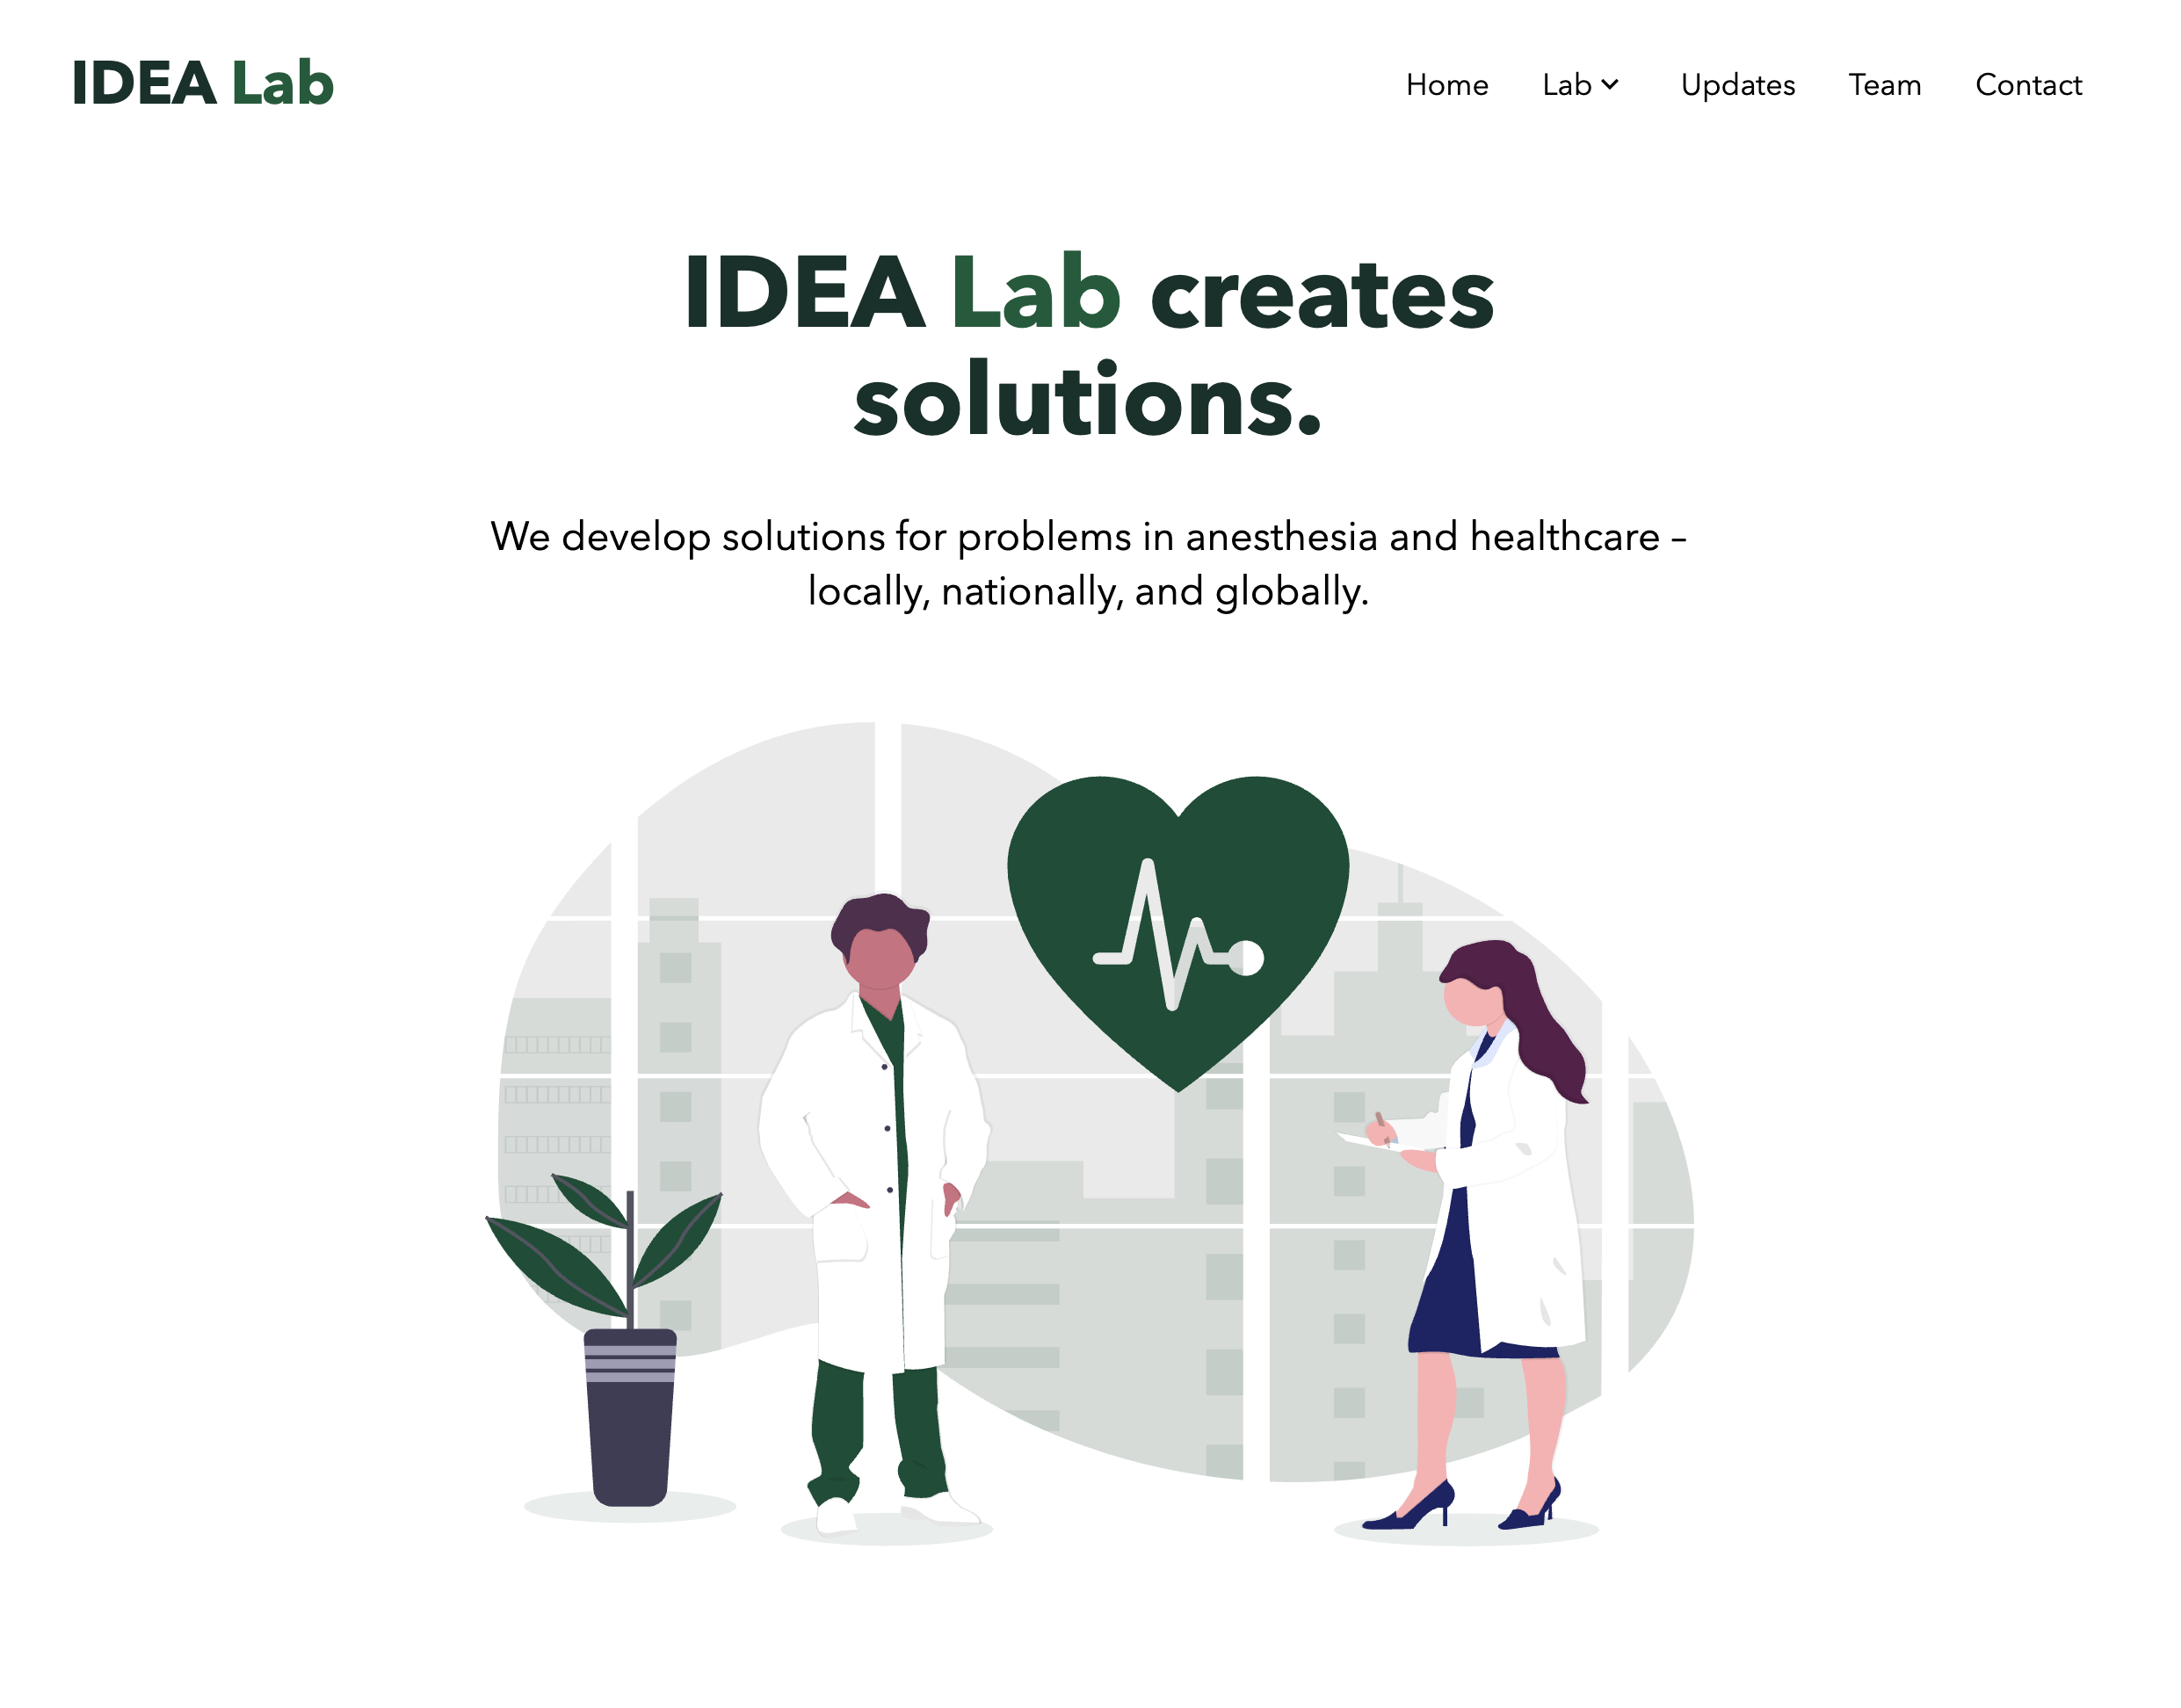 IDEA Lab
Home Lab Updates Team Contact
IDEA Lab creates
solutions.
We develop solutions for problems in anesthesia and healthcare –
locally, nationally, and globally.